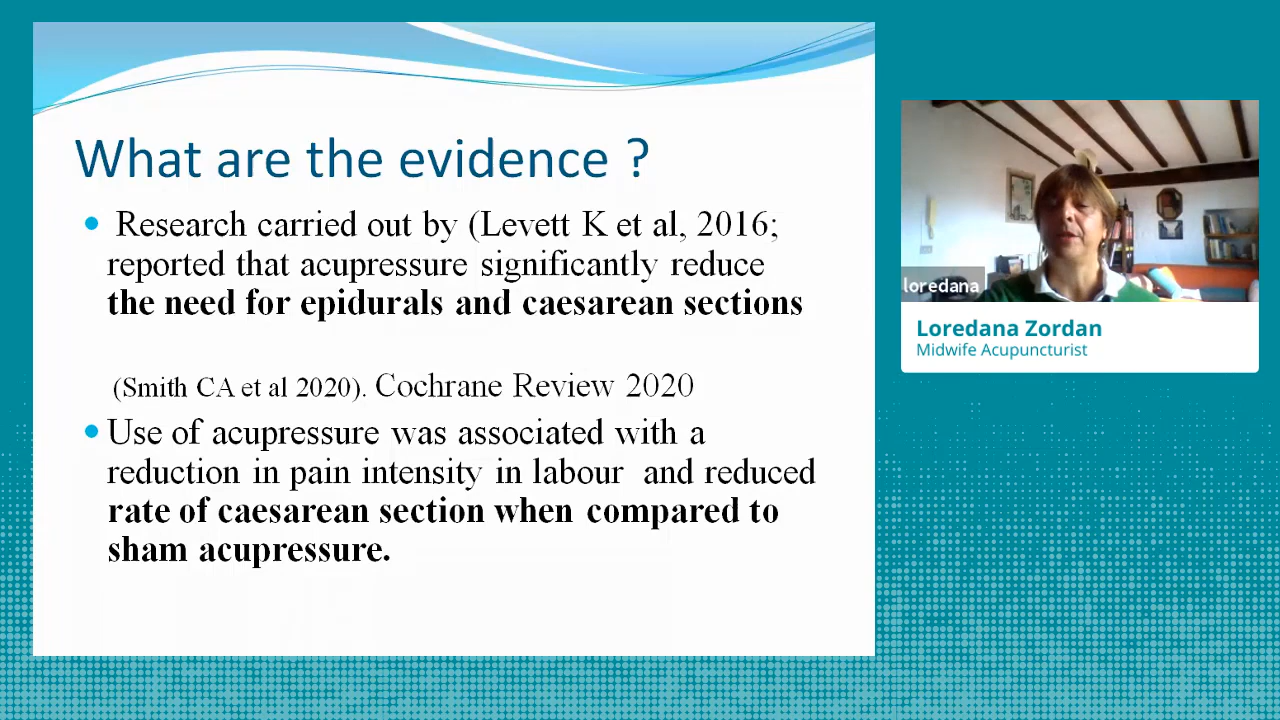 What are the evidence ?
Research carried out by (Levett K et al, 2016;
reported that acupressure significantly reduce
the need for epidurals and caesarean sections
(Smith CA et al 2020). Cochrane Review 2020
Use of acupressure was associated with a
reduction in pain intensity in labour and reduced
rate of caesarean section when compared to
sham acupressure.
loredana
Loredana Zordan
Midwife Acupuncturist